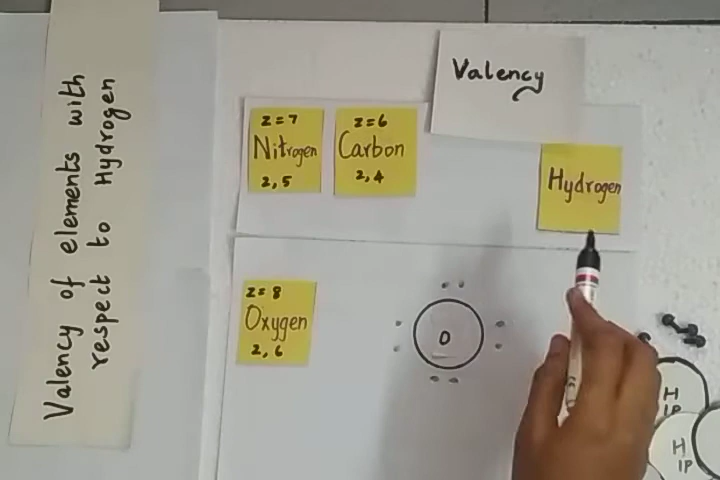 Valency of elements with
respect to Hydrogen
Valency
Z=7
Nitrogen
2,5
Z=6
Carbon
2,4
Hydrogen
Z=8
Oxygen
2,6
O
H
1P
H
1P